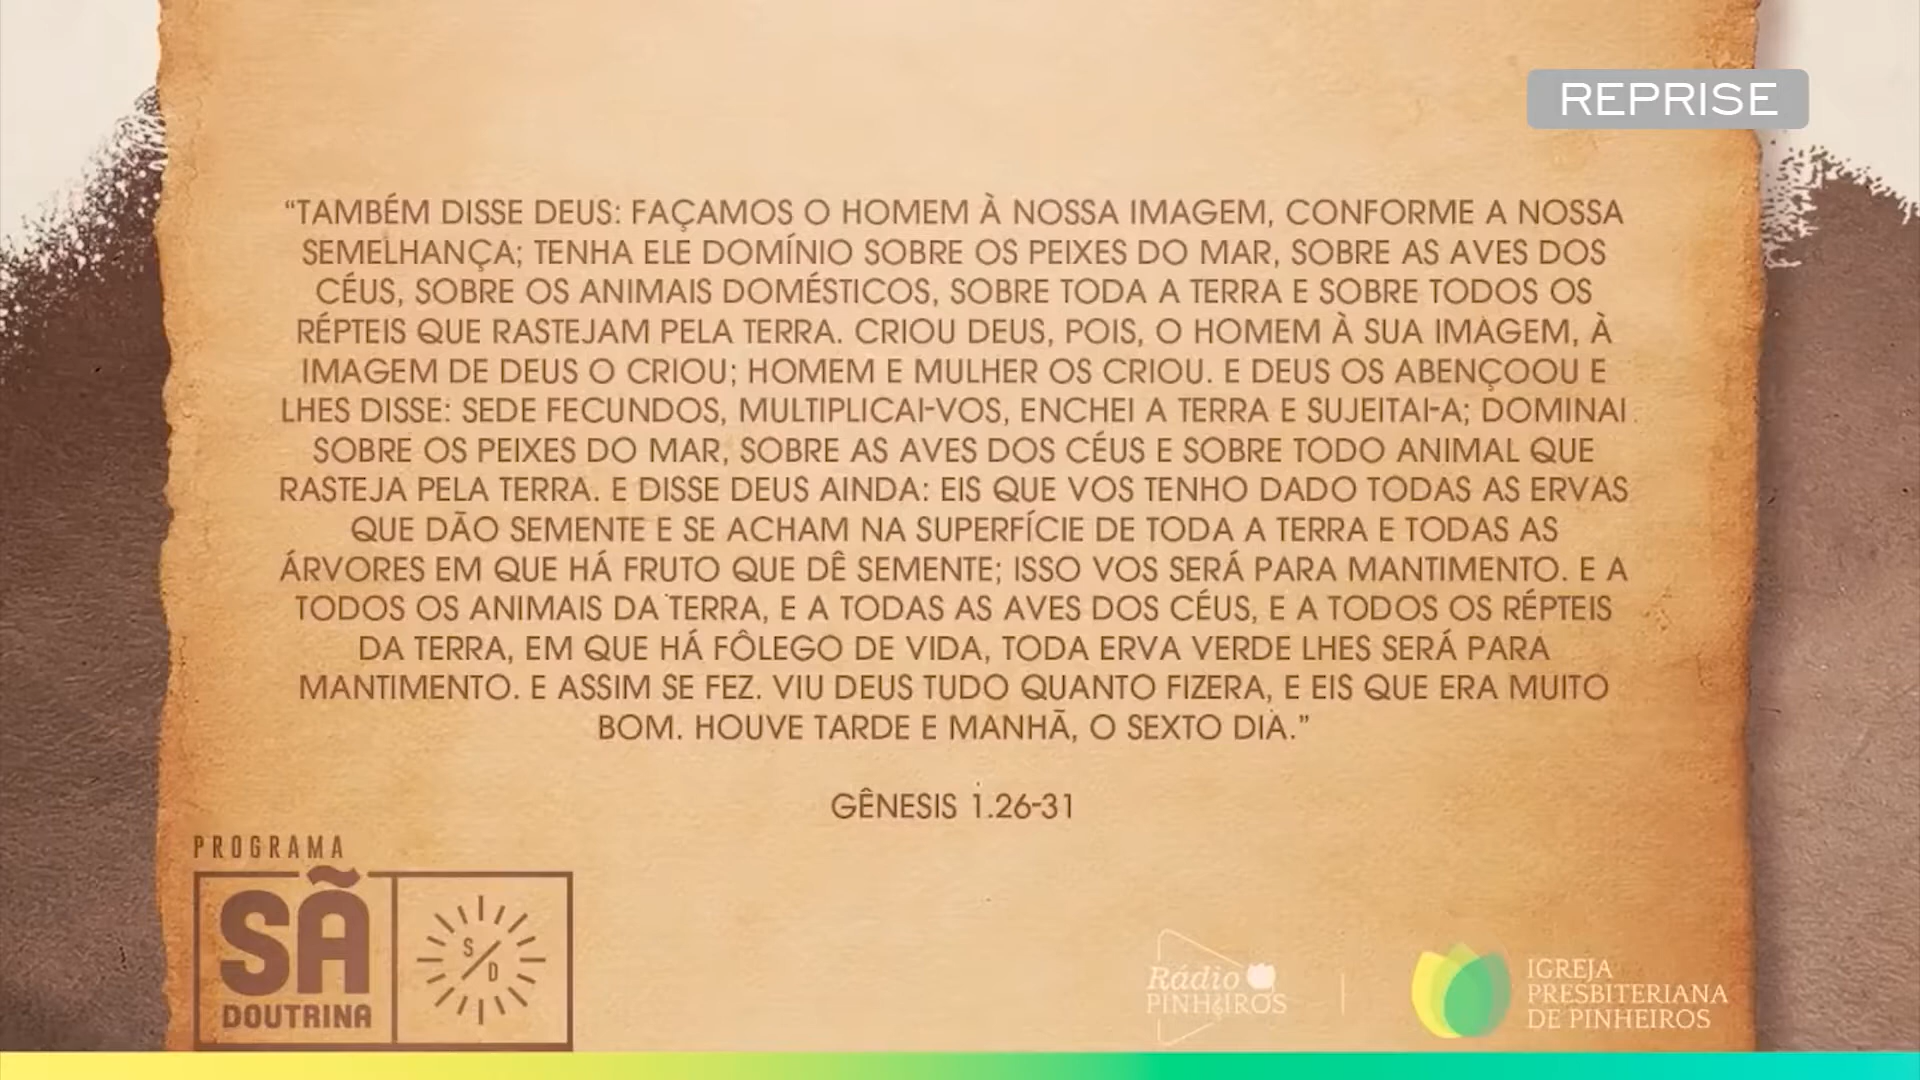 REPRISE
“TAMBÉM DISSE DEUS: FAÇAMOS O HOMEM À NOSSA IMAGEM, CONFORME A NOSSA
SEMELHANÇA; TENHA ELE DOMÍNIO SOBRE OS PEIXES DO MAR, SOBRE AS AVES DOS
CÉUS, SOBRE OS ANIMAIS DOMÉSTICOS, SOBRE TODA A TERRA E SOBRE TODOS OS
RÉPTEIS QUE RASTEJAM PELA TERRA. CRIOU DEUS, POIS, O HOMEM À SUA IMAGEM, À
IMAGEM DE DEUS O CRIOU; HOMEM E MULHER OS CRIOU. E DEUS OS ABENÇOOU E
LHES DISSE: SEDE FECUNDOS, MULTIPLICAI-VOS, ENCHEI A TERRA E SUJEITAI-A; DOMINAI
SOBRE OS PEIXES DO MAR, SOBRE AS AVES DOS CÉUS E SOBRE TODO ANIMAL QUE
RASTEJA PELA TERRA. E DISSE DEUS AINDA: EIS QUE VOS TENHO DADO TODAS AS ERVAS
QUE DÃO SEMENTE E SE ACHAM NA SUPERFÍCIE DE TODA A TERRA E TODAS AS
ÁRVORES EM QUE HÁ FRUTO QUE DÊ SEMENTE; ISSO VOS SERÁ PARA MANTIMENTO. E A
TODOS OS ANIMAIS DA TERRA, E A TODAS AS AVES DOS CÉUS, E A TODOS OS RÉPTEIS
DA TERRA, EM QUE HÁ FÔLEGO DE VIDA, TODA ERVA VERDE LHES SERÁ PARA
MANTIMENTO. E ASSIM SE FEZ. VIU DEUS TUDO QUANTO FIZERA, E EIS QUE ERA MUITO
BOM. HOUVE TARDE E MANHÃ, O SEXTO DIA.”
GÊNESIS 1.26-31
PROGRAMA
SÃ
DOUTRINA
S/D
Rádio
PINHEIROS
IGREJA
PRESBITERIANA
DE PINHEIROS